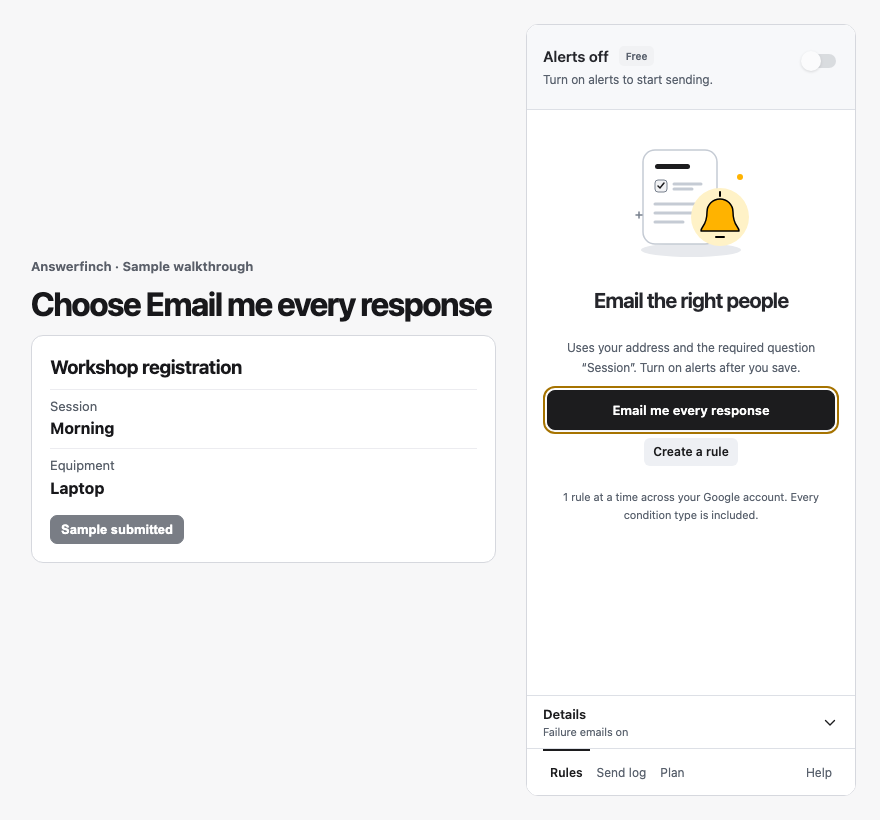 Answerfinch · Sample walkthrough
Choose Email me every response
Workshop registration
Session
Morning
Equipment
Laptop
Sample submitted
Alerts off Free
Turn on alerts to start sending.
Email the right people
Uses your address and the required question
“Session”. Turn on alerts after you save.
Email me every response
Create a rule
1 rule at a time across your Google account. Every
condition type is included.
Details
Failure emails on
Rules Send log Plan Help